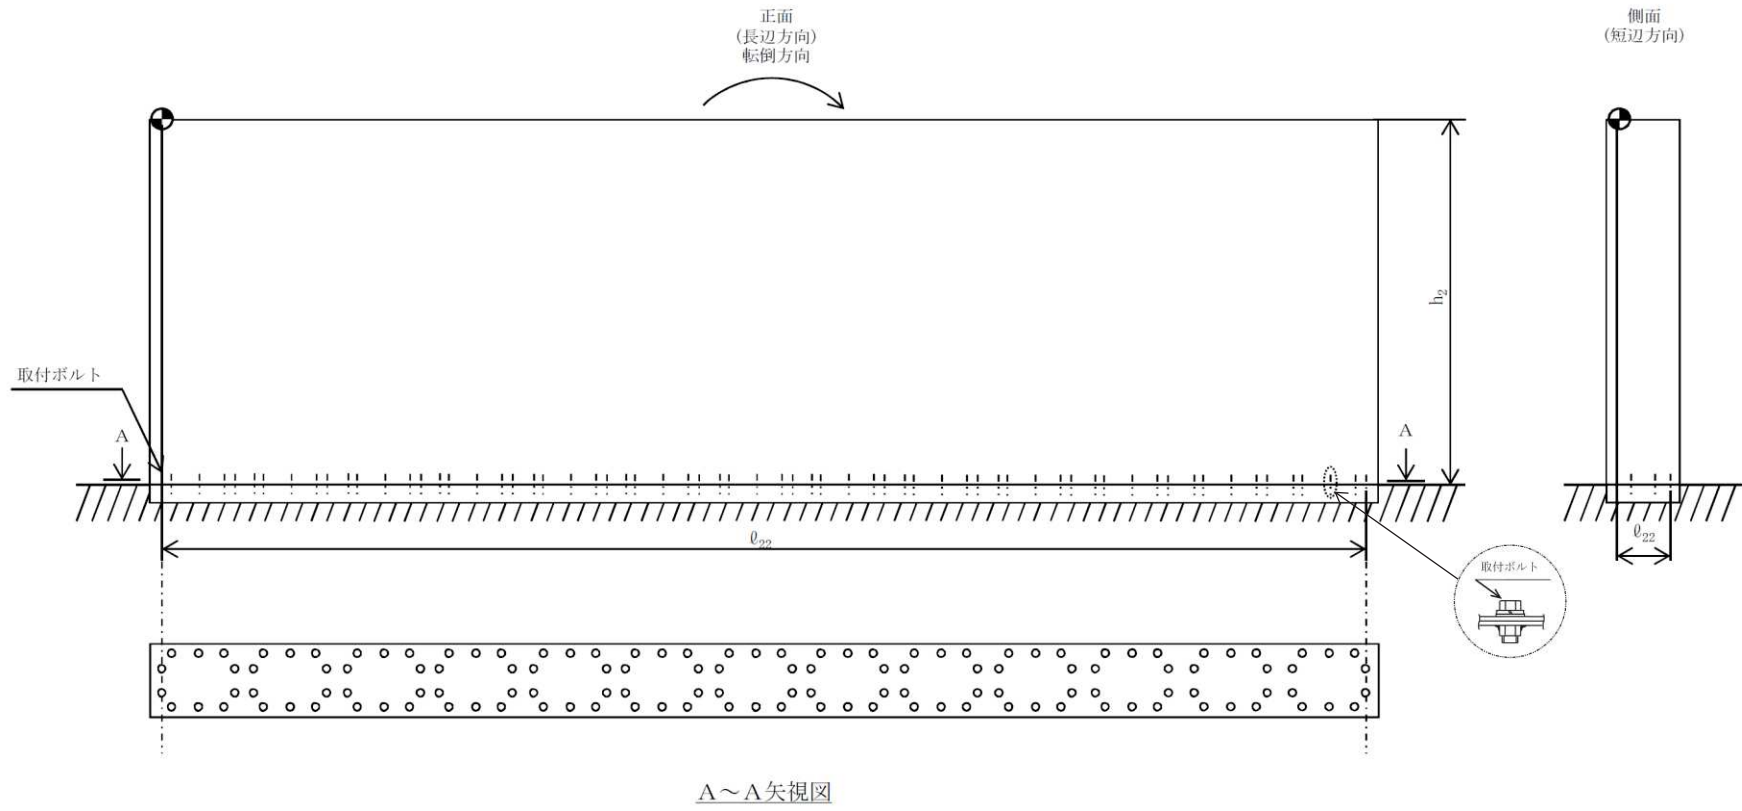 正面
(長辺方向)
転倒方向
側面
(短辺方向)
h₂
取付ボルト
A
A
ℓ₂₂
ℓ₂₂
取付ボルト
A～A矢視図